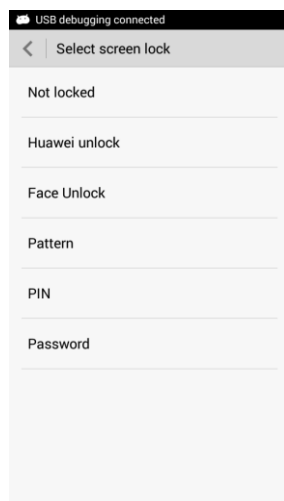 USB debugging connected
Select screen lock
Not locked
Huawei unlock
Face Unlock
Pattern
PIN
Password